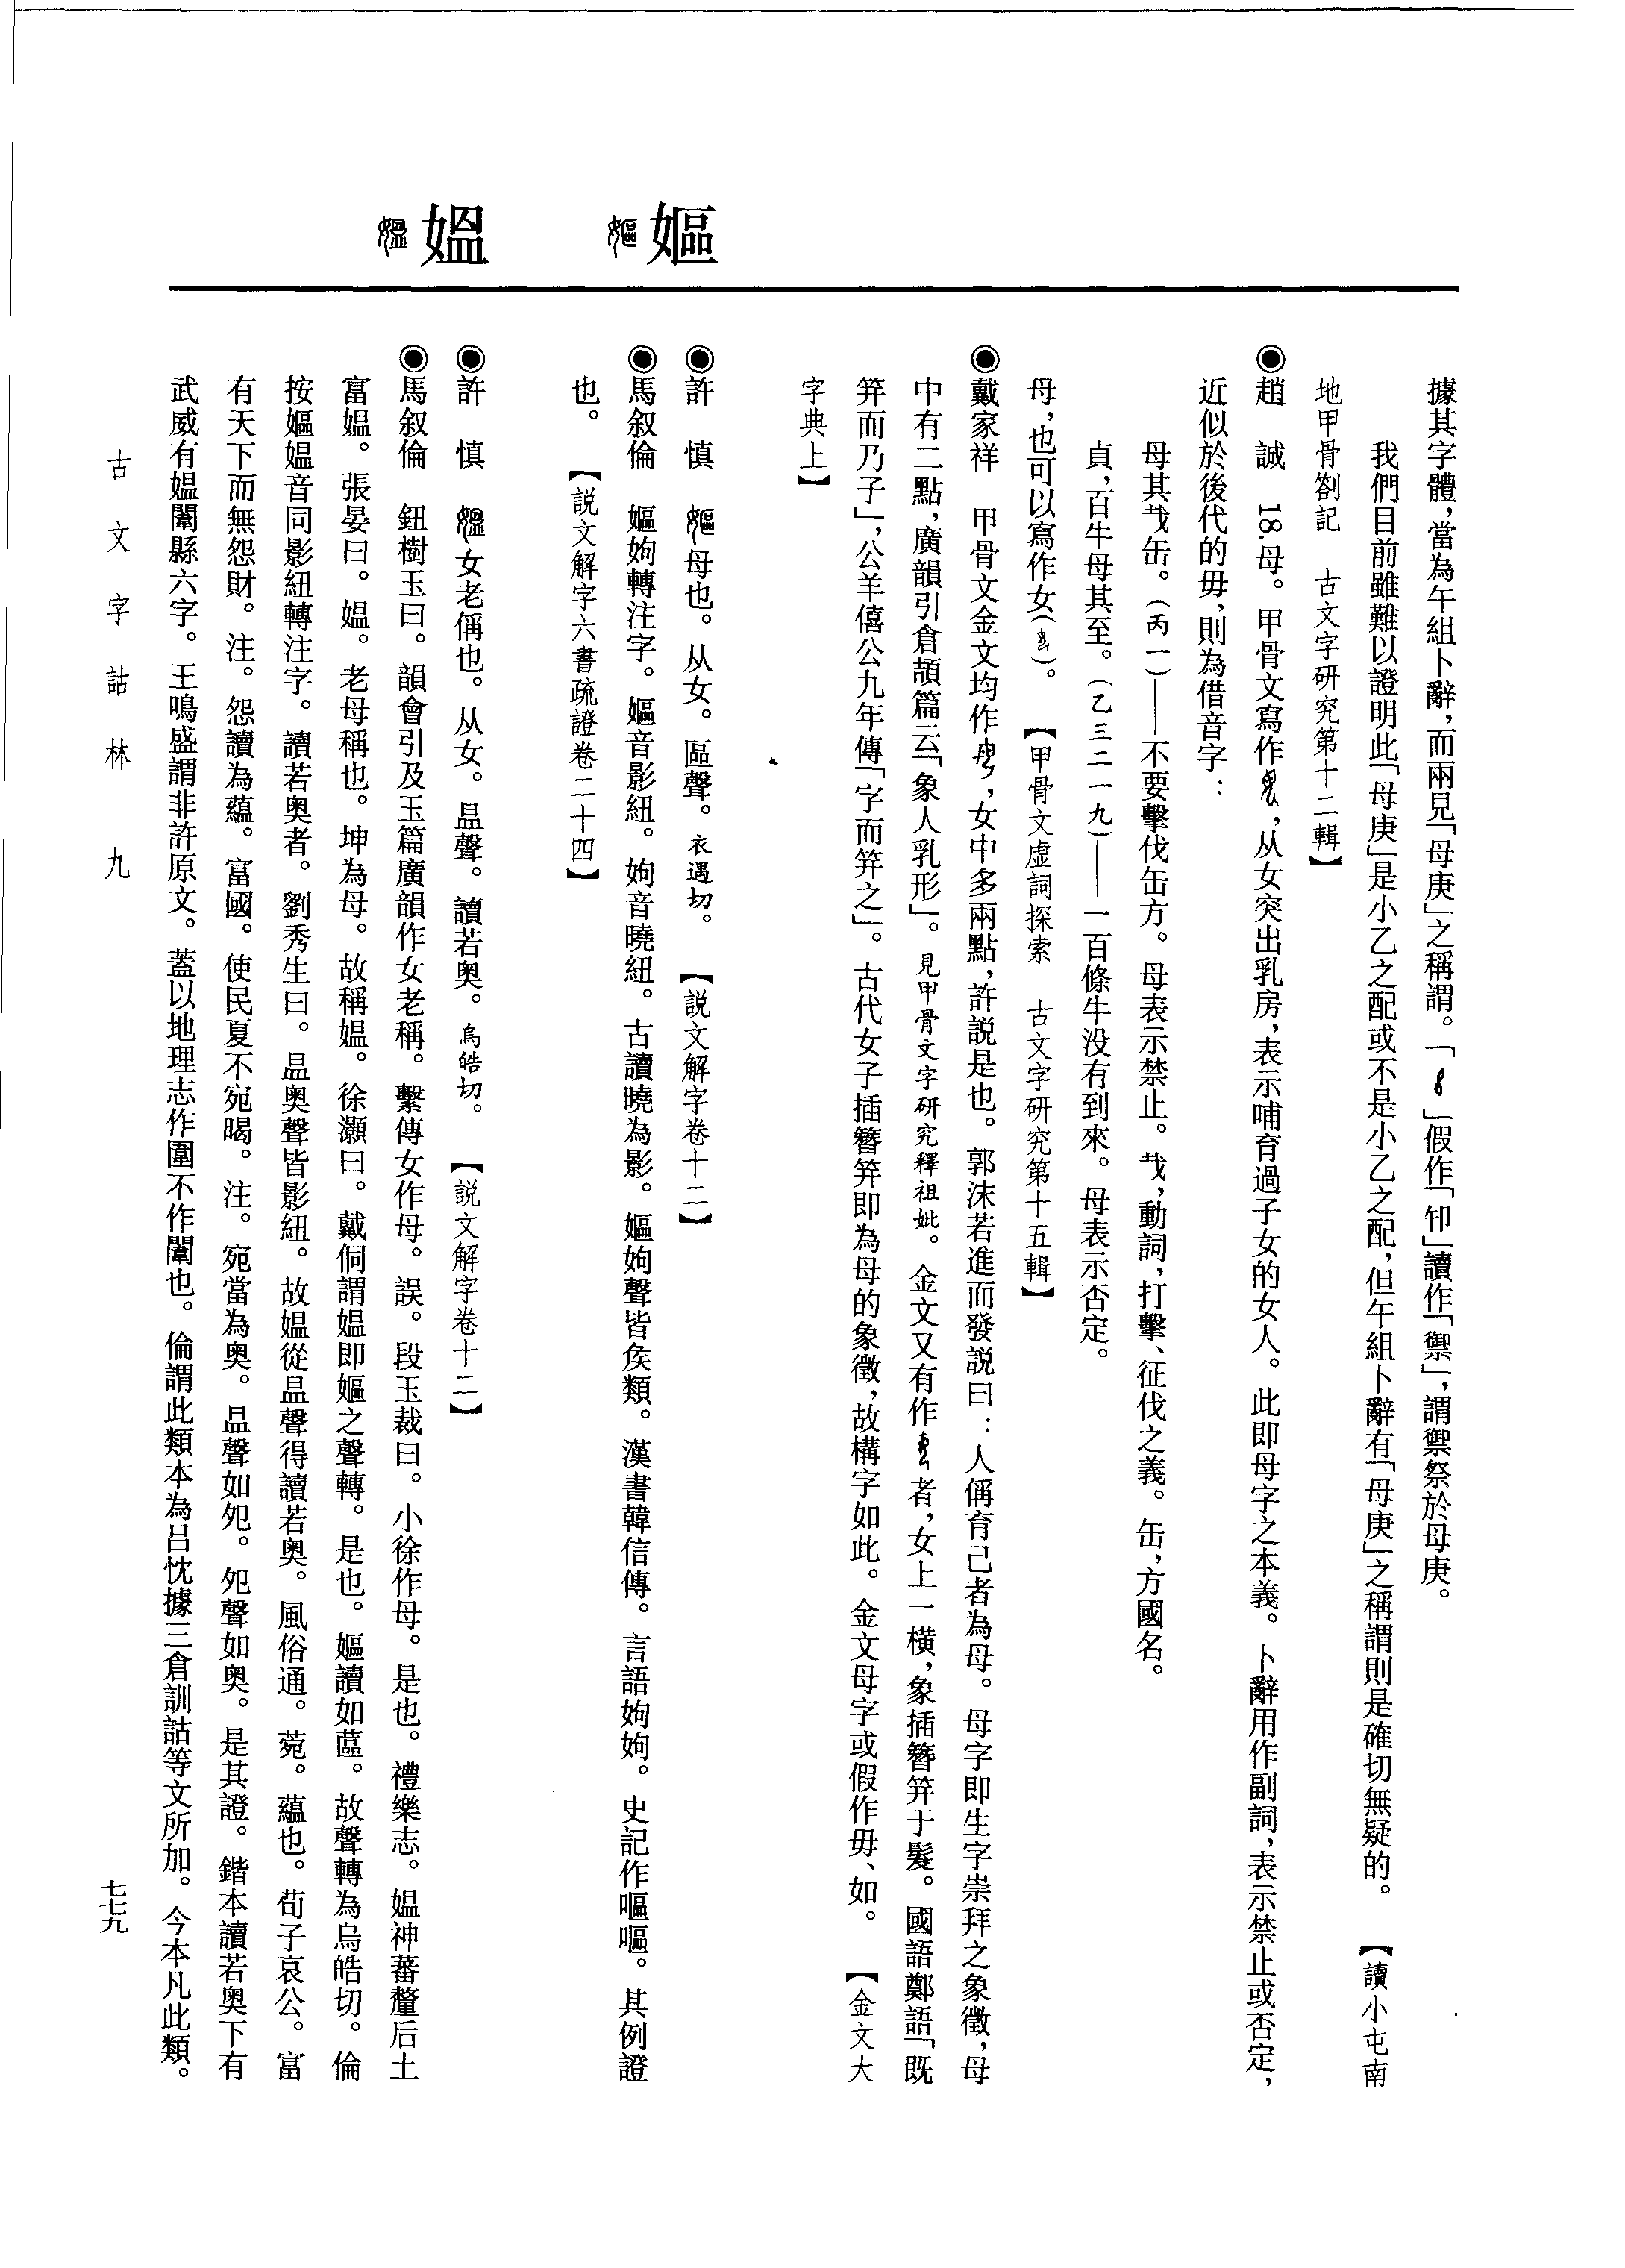 據其字體，當為午組卜辭，而兩見「母庚」之稱謂。「」假作「卸」讀作「禦」，謂禦祭於母庚。
我們目前雖難以證明此「母庚」是小乙之配或不是小乙之配，但午組卜辭有「母庚」之稱謂則是確切無疑的。　【讀小屯南
地甲骨劄記　古文字研究第十二輯】
◉趙　誠　18.母。甲骨文寫作，从女突出乳房，表示哺育過子女的女人。此即母字之本義。卜辭用作副詞，表示禁止或否定，
近似於後代的毋，則為借音字：
母其𢦏缶。（丙一）——不要擊伐缶方。母表示禁止。𢦏，動詞，打擊、征伐之義。缶，方國名。
貞，百牛母其至。（乙三二一九）——一百條牛没有到來。母表示否定。
母，也可以寫作女（）。　【甲骨文虛詞探索　古文字研究第十五輯】
◉戴家祥　甲骨文金文均作，女中多兩點，許説是也。郭沫若進而發説曰：人偁育己者為母。母字即生字崇拜之象徵，母
中有二點，廣韻引倉頡篇云「象人乳形」。見甲骨文字研究釋祖妣。金文又有作者，女上一横，象插簪笄于髮。國語鄭語「既
笄而乃子」，公羊僖公九年傳「字而笄之」。古代女子插簪笄即為母的象徵，故構字如此。金文母字或假作毋、如。　【金文大
字典上】
嫗
◉許　慎　母也。从女。區聲。衣遇切。　【説文解字卷十二】
◉馬叙倫　嫗姁轉注字。嫗音影紐。姁音曉紐。古讀曉為影。嫗姁聲皆矦類。漢書韓信傳。言語姁姁。史記作嘔嘔。其例證
也。　【説文解字六書疏證卷二十四】
媼
◉許　慎　女老偁也。从女。昷聲。讀若奥。烏皓切。　【説文解字卷十二】
◉馬叙倫　鈕樹玉曰。韻會引及玉篇廣韻作女老稱。繫傳女作母。誤。段玉裁曰。小徐作母。是也。禮樂志。媼神蕃釐后土
富媼。張晏曰。媼。老母稱也。坤為母。故稱媼。徐灝曰。戴侗謂媼即嫗之聲轉。是也。嫗讀如蓲。故聲轉為烏皓切。倫
按嫗媼音同影紐轉注字。讀若奥者。劉秀生曰。昷奥聲皆影紐。故媼從昷聲得讀若奥。風俗通。菀。蘊也。荀子哀公。富
有天下而無怨財。注。怨讀為蘊。富國。使民夏不宛暍。注。宛當為奥。昷聲如夗。夗聲如奥。是其證。鍇本讀若奥下有
武威有媼闈縣六字。王鳴盛謂非許原文。蓋以地理志作圍不作闈也。倫謂此類本為呂忱據三倉訓詁等文所加。今本凡此類。
古文字詁林　九
七七九